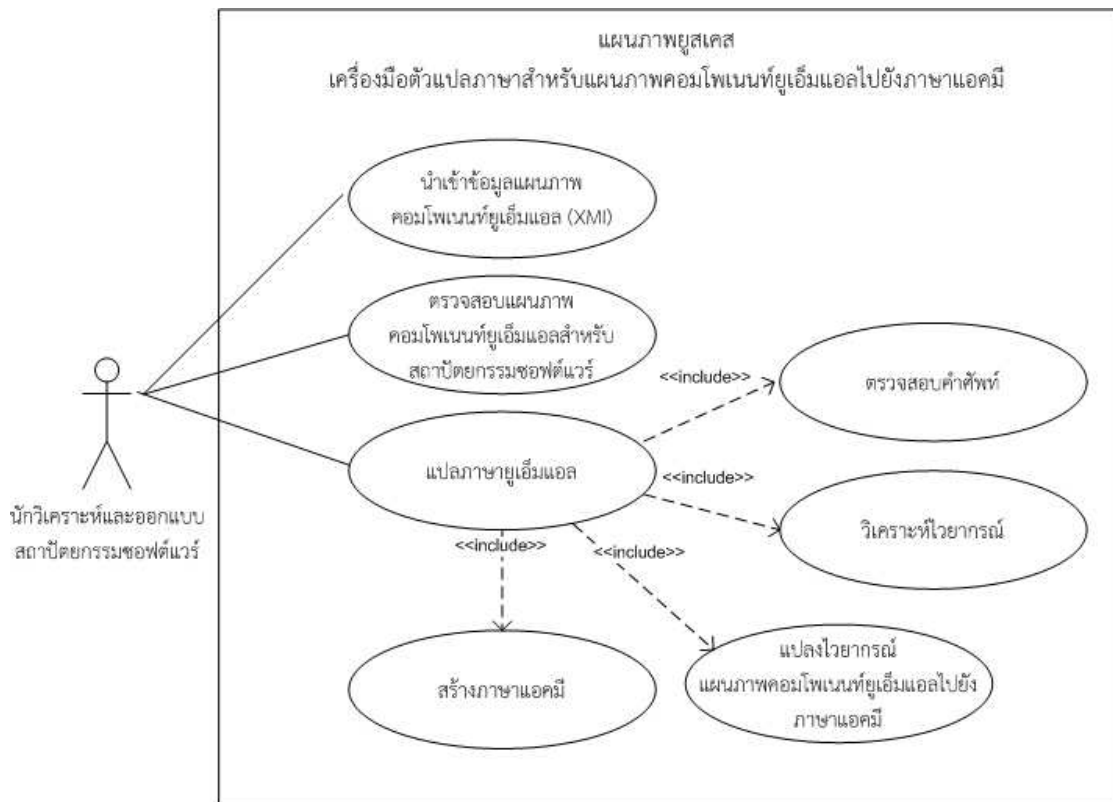 แผนภาพยูสเคส
เครื่องมือตัวแปลภาษาสำหรับแผนภาพคอมโพเนนท์ยูเอ็มแอลไปยังภาษาแอคมี
นำเข้าข้อมูลแผนภาพ
คอมโพเนนท์ยูเอ็มแอล (XMI)
ตรวจสอบแผนภาพ
คอมโพเนนท์ยูเอ็มแอลสำหรับ
สถาปัตยกรรมซอฟต์แวร์
<<include>>
ตรวจสอบคำศัพท์
แปลภาษายูเอ็มแอล
<<include>>
วิเคราะห์ไวยากรณ์
นักวิเคราะห์และออกแบบ
สถาปัตยกรรมซอฟต์แวร์
<<include>>
<<include>>
สร้างภาษาแอคมี
แปลงไวยากรณ์
แผนภาพคอมโพเนนท์ยูเอ็มแอลไปยัง
ภาษาแอคมี